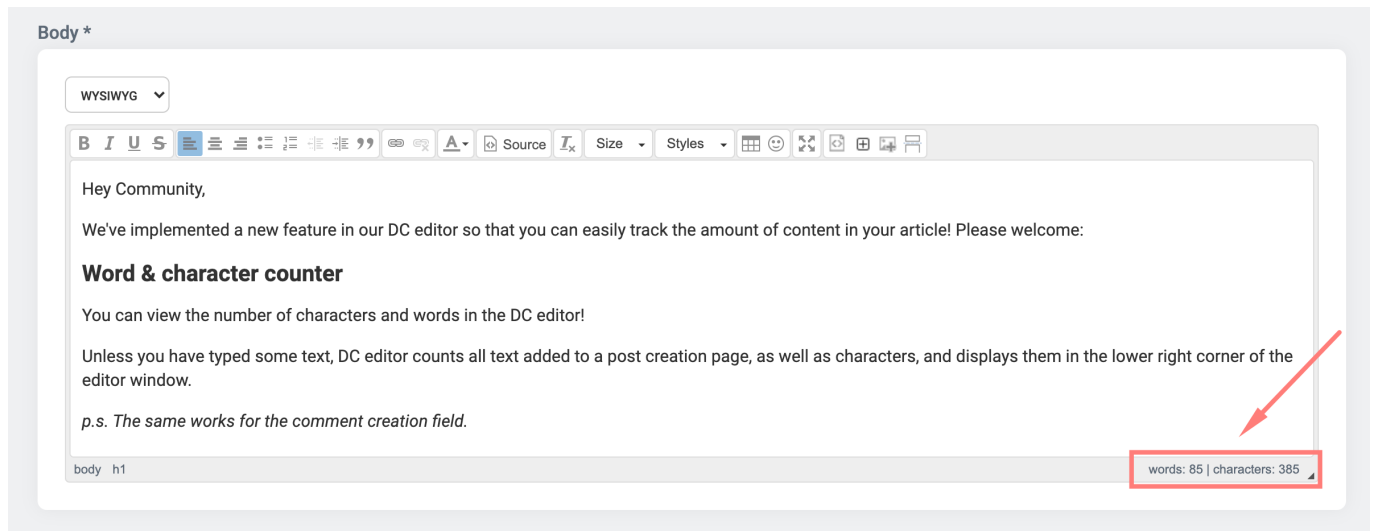 Body *
WYSIWYG
B I U S Source Size Styles
Hey Community,
We've implemented a new feature in our DC editor so that you can easily track the amount of content in your article! Please welcome:
Word & character counter
You can view the number of characters and words in the DC editor!
Unless you have typed some text, DC editor counts all text added to a post creation page, as well as characters, and displays them in the lower right corner of the
editor window.
p.s. The same works for the comment creation field.
body h1 words: 85 | characters: 385